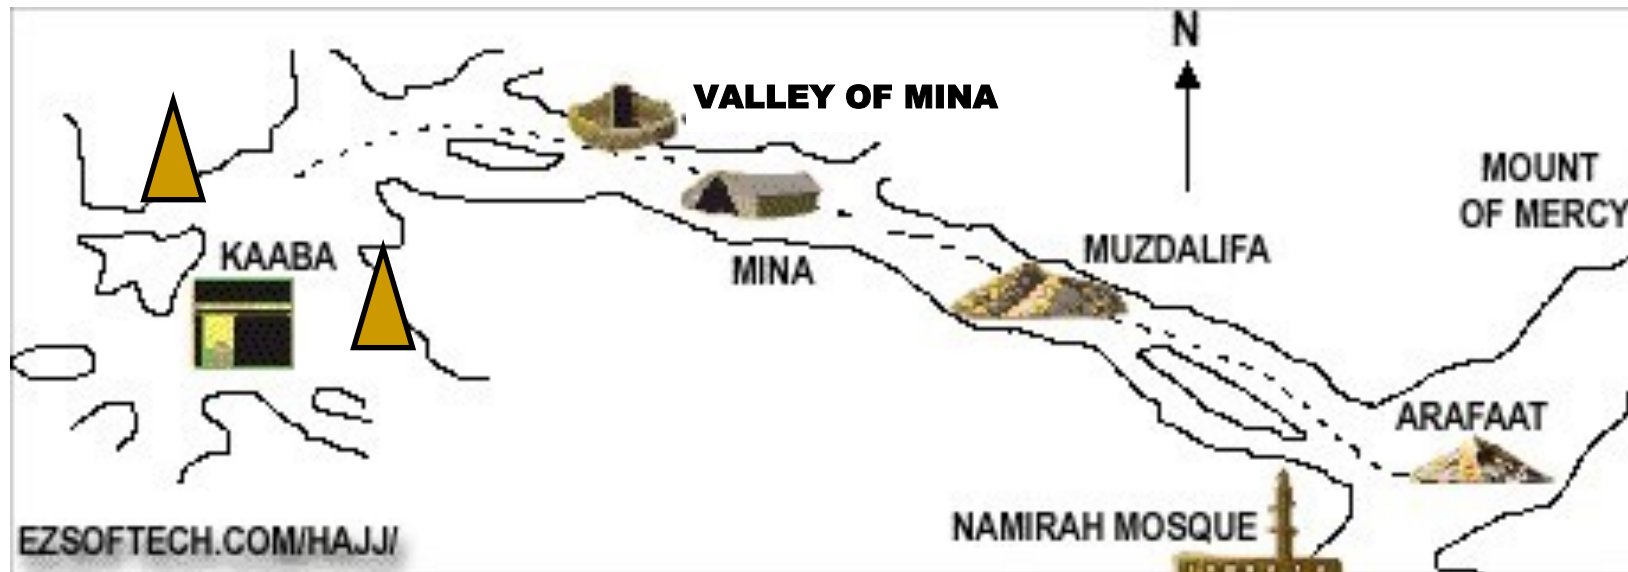 N
VALLEY OF MINA
MOUNT
OF MERCY
KAABA
MINA
MUZDALIFA
ARAFAAT
NAMIRAH MOSQUE
EZSOFTECH.COM/HAJJ/